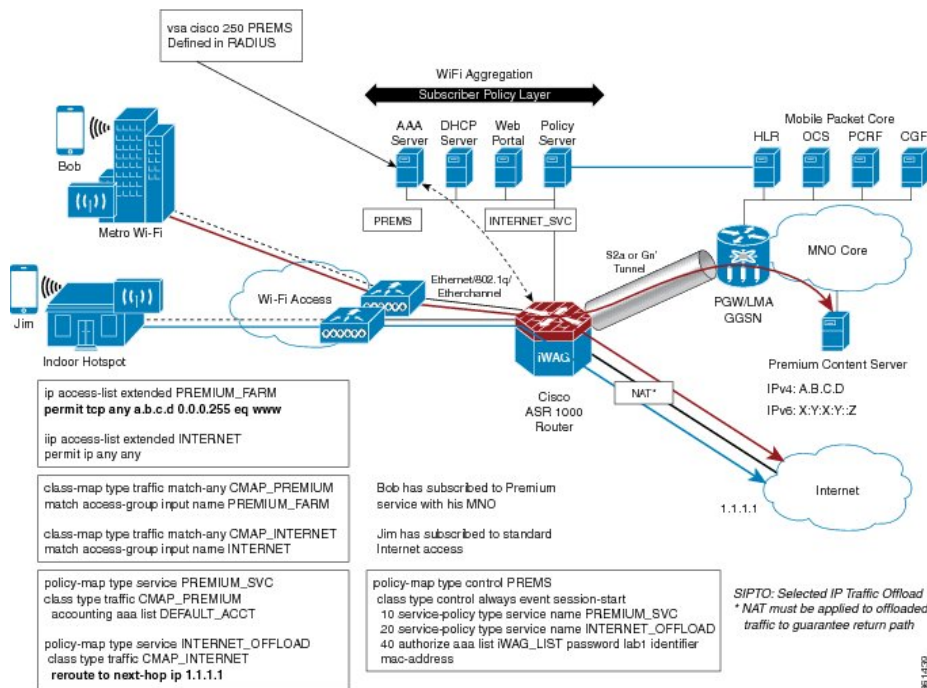 vsa cisco 250 PREMS
Defined in RADIUS
WiFi Aggregation
Subscriber Policy Layer
AAA
Server
DHCP
Server
Web
Portal
Policy
Server
Mobile Packet Core
HLR
OCS
PCRF
CGF
Bob
Metro Wi-Fi
PREMS
INTERNET_SVC
S2a or Gn'
Tunnel
MNO Core
Wi-Fi Access
Ethernet/802.1q/
Etherchannel
PGW/LMA
GGSN
Jim
Indoor Hotspot
iWAG
Cisco
ASR 1000
Router
NAT*
Premium Content Server
IPv4: A.B.C.D
IPv6: X:Y:X:Y::Z
Internet
1.1.1.1
ip access-list extended PREMIUM_FARM
permit tcp any a.b.c.d 0.0.0.255 eq www
iip access-list extended INTERNET
permit ip any any
class-map type traffic match-any CMAP_PREMIUM
match access-group input name PREMIUM_FARM
class-map type traffic match-any CMAP_INTERNET
match access-group input name INTERNET
Bob has subscribed to Premium
service with his MNO
Jim has subscribed to standard
Internet access
policy-map type service PREMIUM_SVC
class type traffic CMAP_PREMIUM
accounting aaa list DEFAULT_ACCT
policy-map type service INTERNET_OFFLOAD
class type traffic CMAP_INTERNET
reroute to next-hop ip 1.1.1.1
policy-map type control PREMS
class type control always event session-start
10 service-policy type service name PREMIUM_SVC
20 service-policy type service name INTERNET_OFFLOAD
40 authorize aaa list iWAG_LIST password lab1 identifier
mac-address
SIPTO: Selected IP Traffic Offload
* NAT must be applied to offloaded
traffic to guarantee return path